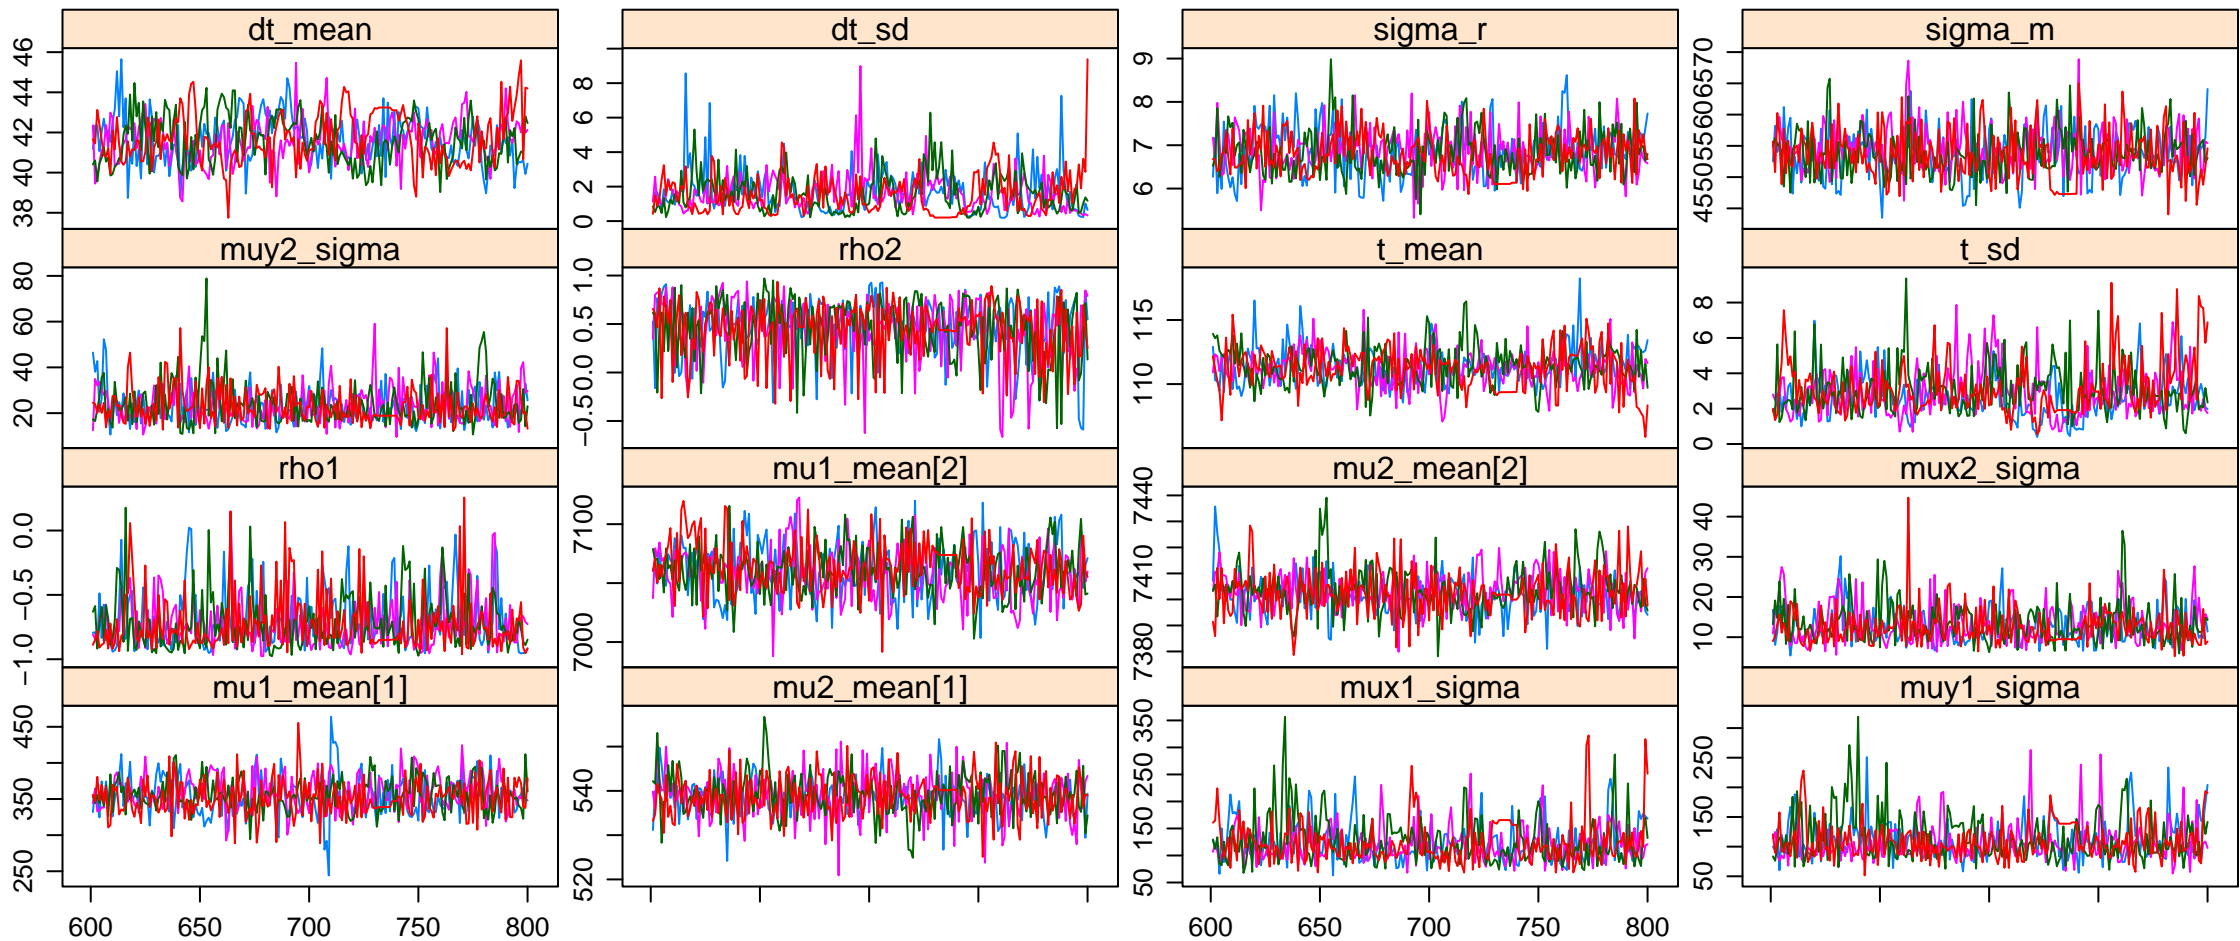 dt_mean dt_sd sigma_r sigma_m
38 40 42 44 46
0 2 4 6 8
6 7 8 9
45 50 55 60 65 70
muy2_sigma rho2 t_mean t_sd
20 40 60 80
−0.5 0.0 0.5 1.0
110 115
0 2 4 6 8
rho1 mu1_mean[2] mu2_mean[2] mux2_sigma
−1.0 −0.5 0.0
7000 7100
7380 7410 7440
10 20 30 40
mu1_mean[1] mu2_mean[1] mux1_sigma muy1_sigma
250 350 450
520 540
50 150 250 350
50 150 250
600 650 700 750 800 600 650 700 750 800